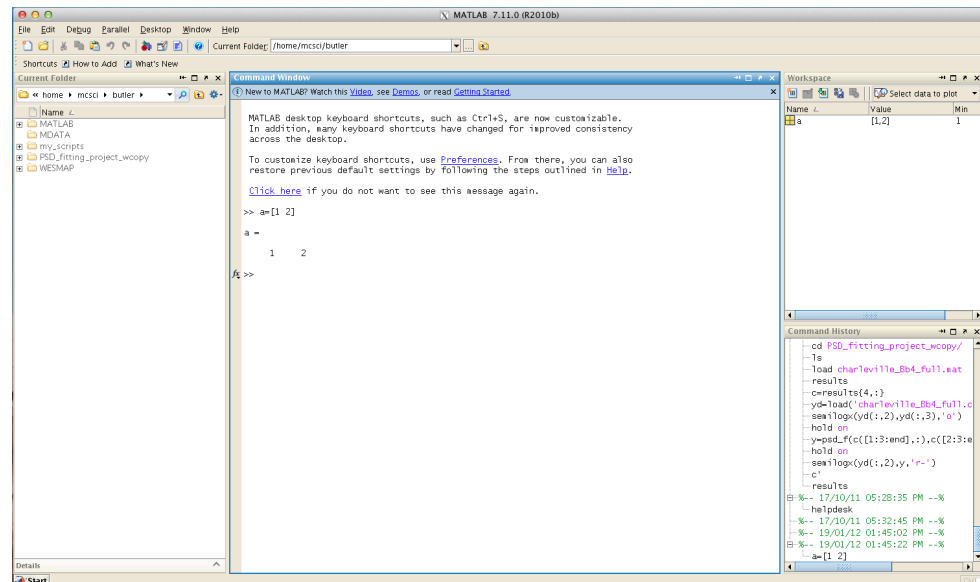 MATLAB 7.11.0 (R2010b)
File Edit Debug Parallel Desktop Window Help
Current Folder: /home/mcsci/butler
Shortcuts How to Add What's New
Current Folder
« home mcsci butler
Name
MATLAB
MDATA
my_scripts
PSD_fitting_project_wcopy
WESMAP
Details
Start
Command Window
New to MATLAB? Watch this Video, see Demos, or read Getting Started.
MATLAB desktop keyboard shortcuts, such as Ctrl+S, are now customizable.
In addition, many keyboard shortcuts have changed for improved consistency
across the desktop.
To customize keyboard shortcuts, use Preferences. From there, you can also
restore previous default settings by following the steps outlined in Help.
Click here if you do not want to see this message again.
>> a=[1 2]
a =
1 2
fx >>
Workspace
Select data to plot
Name Value Min
a [1,2] 1
Command History
cd PSD_fitting_project_wcopy/
ls
load charleville_Bb4_full.mat
results
c=results{4,:}
yd=load('charleville_Bb4_full.c
semilogx(yd(:,2),yd(:,3),'o')
hold on
y=psd_f(c([1:3:end],:),c([2:3:e
hold on
semilogx(yd(:,2),y,'r-')
c'
results
%-- 17/10/11 05:28:35 PM --%
helpdesk
%-- 17/10/11 05:32:45 PM --%
%-- 19/01/12 01:45:02 PM --%
%-- 19/01/12 01:45:22 PM --%
a=[1 2]